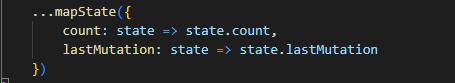 ...mapState({
count: state => state.count,
lastMutation: state => state.lastMutation
})